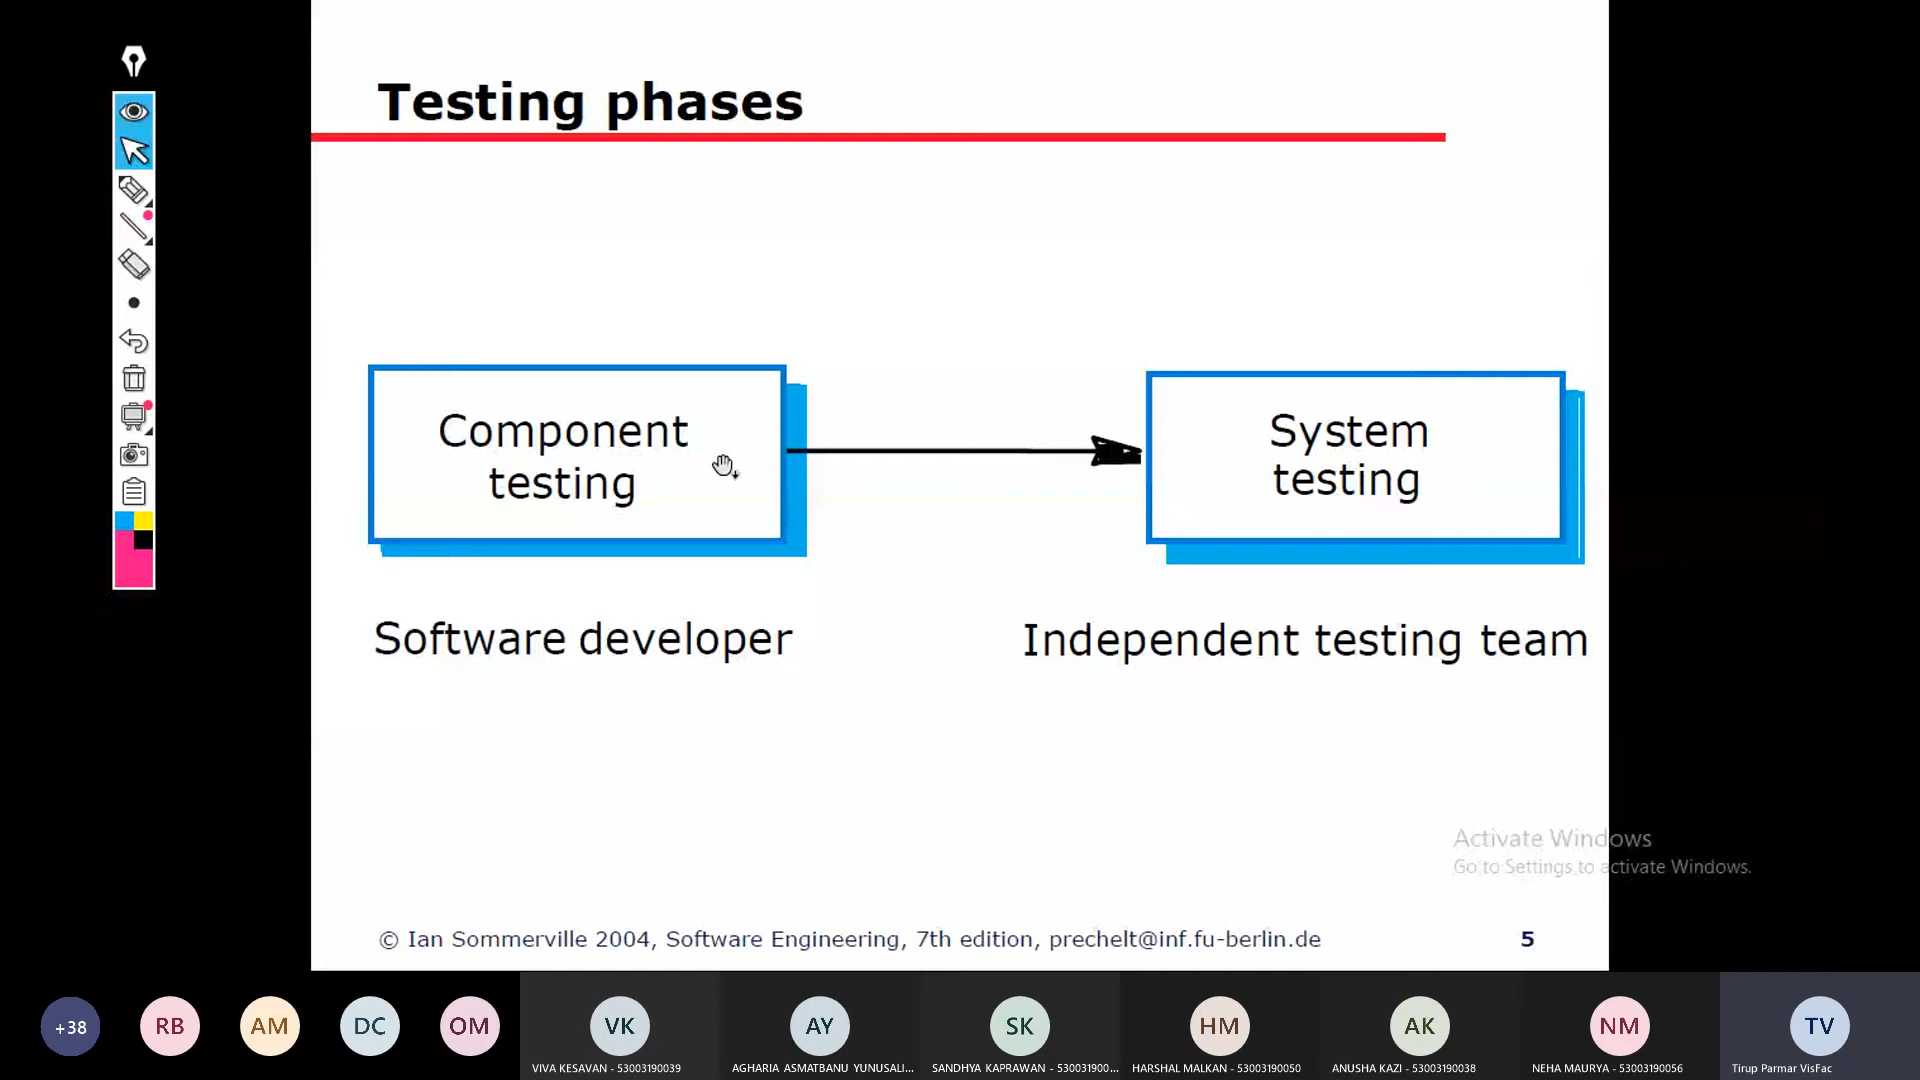 Testing phases
Component
testing
System
testing
Software developer
Independent testing team
Activate Windows
Go to Settings to activate Windows.
© Ian Sommerville 2004, Software Engineering, 7th edition, prechelt@inf.fu-berlin.de
5
+38
RB
AM
DC
OM
VK
AY
SK
HM
AK
NM
TV
VIVA KESAVAN - 53003190039
AGHARIA ASMATBANU YUNUSALI...
SANDHYA KAPRAWAN - 530031900...
HARSHAL MALKAN - 53003190050
ANUSHA KAZI - 53003190038
NEHA MAURYA - 53003190056
Tirup Parmar VisFac